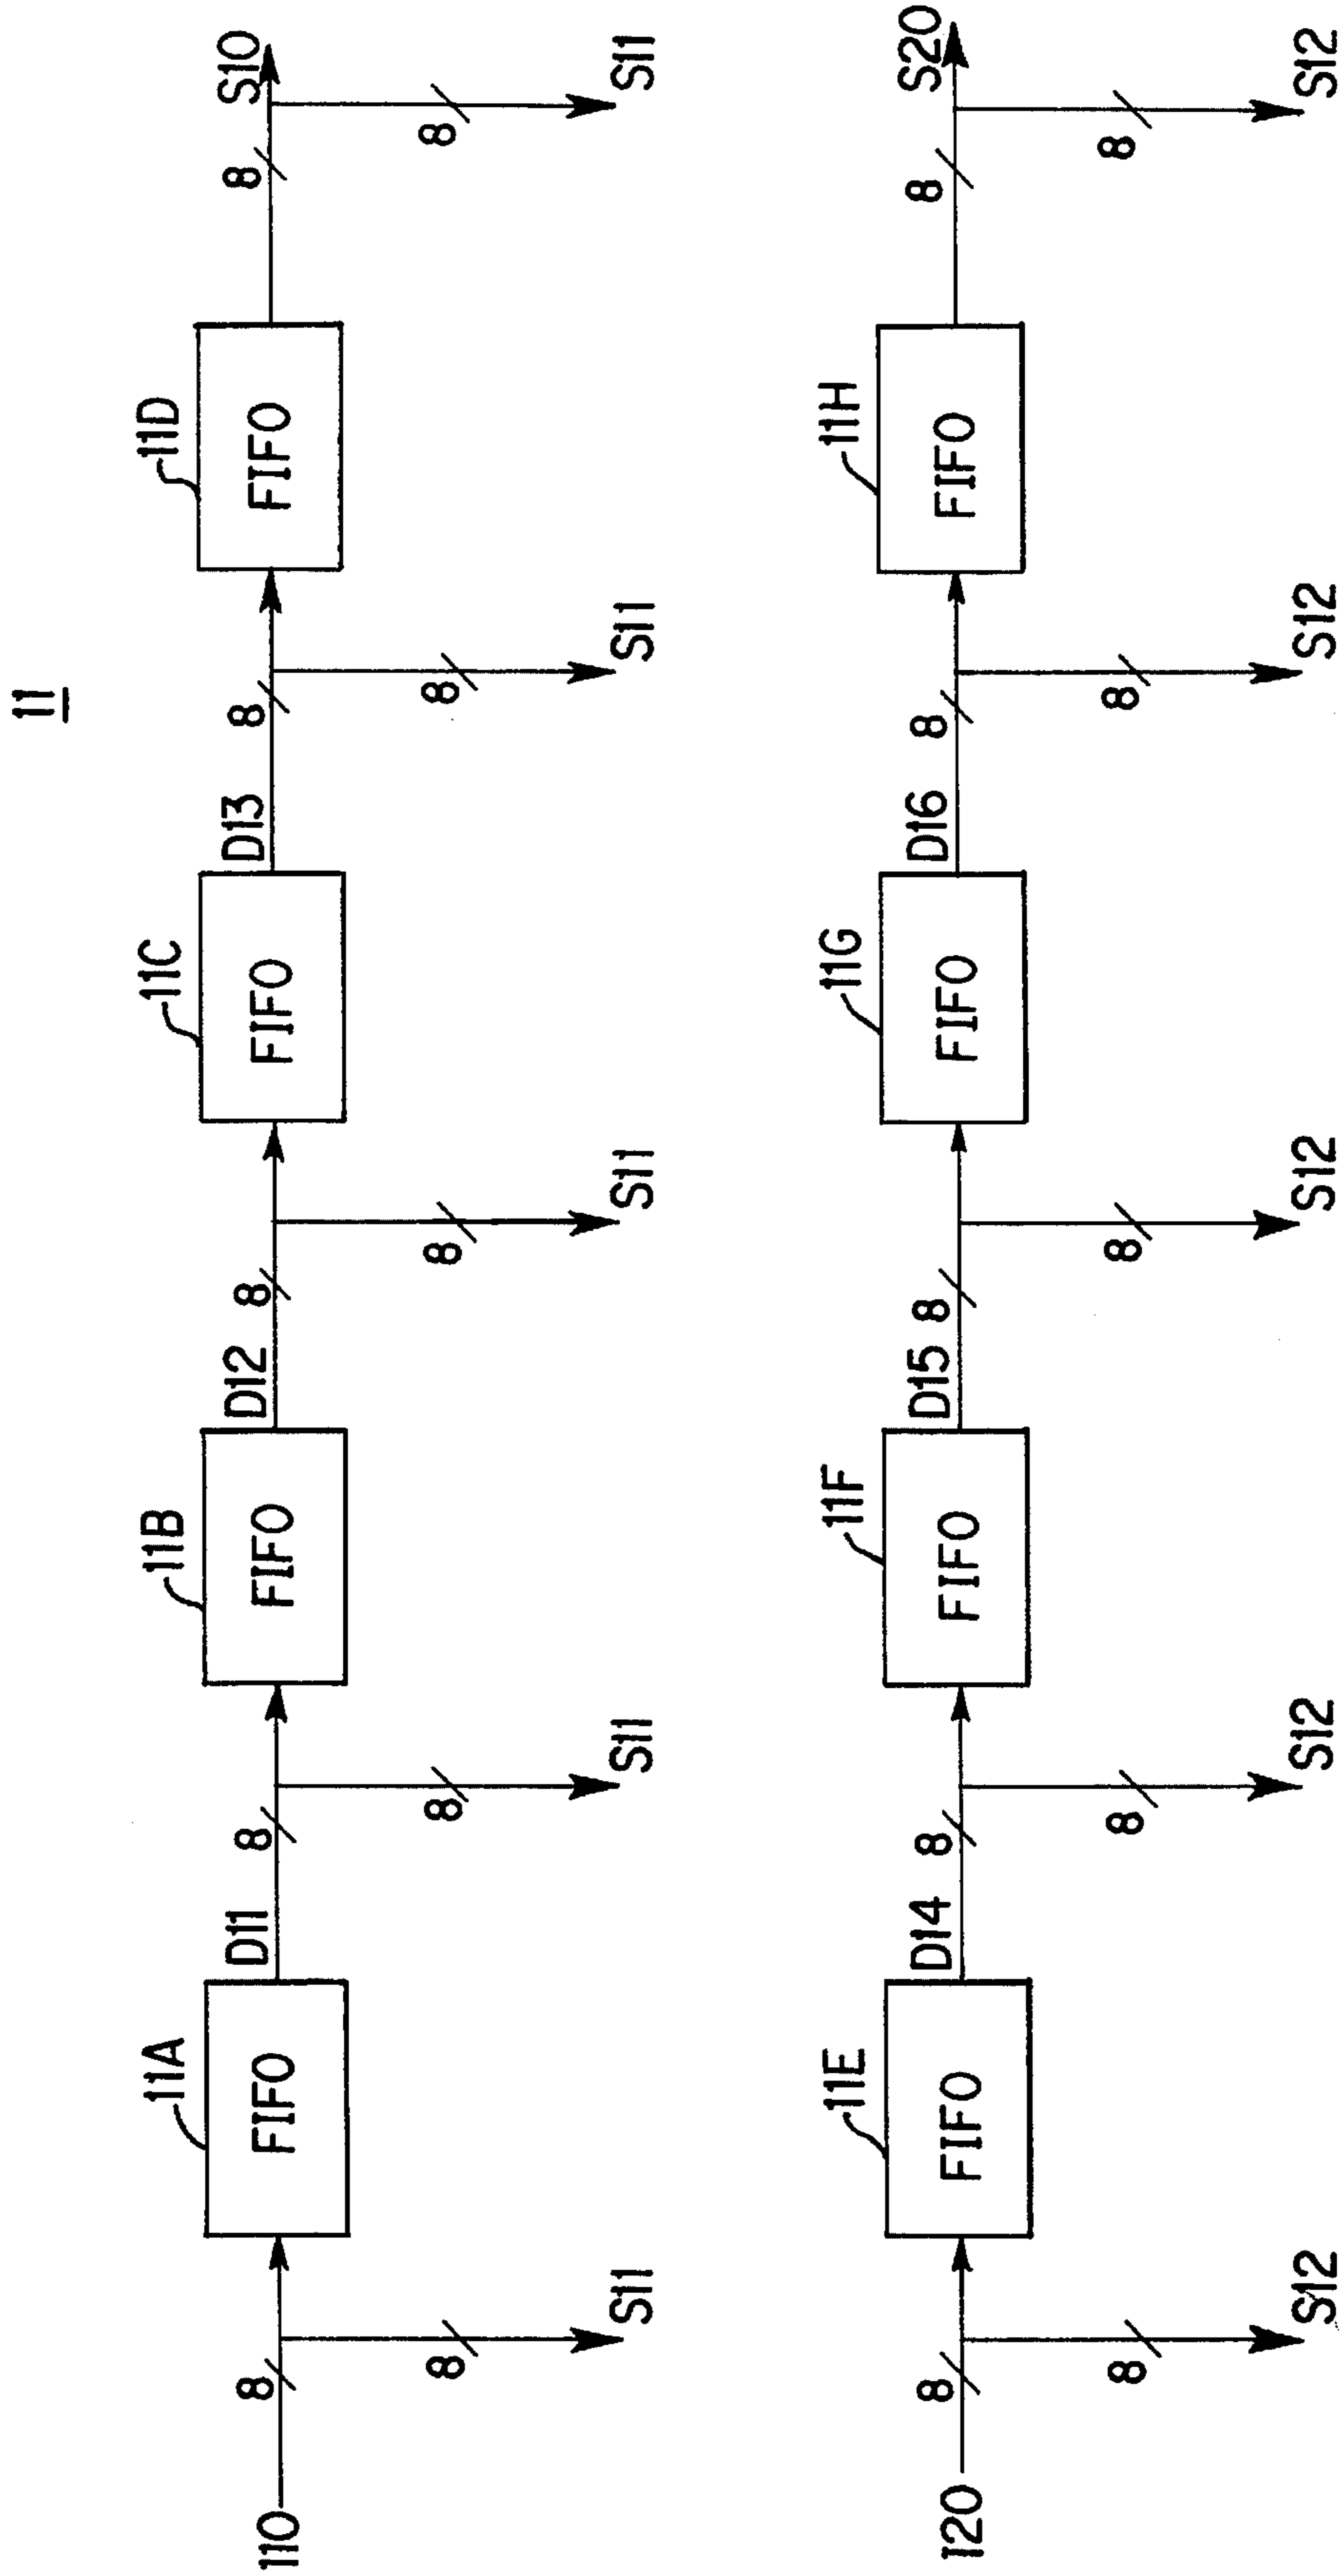 11
11A 11B 11C 11D
110 8 FIFO D11 8 FIFO D12 8 FIFO D13 8 FIFO 8 S10
8 8 8 8 8
S11 S11 S11 S11 S11
11E 11F 11G 11H
120 8 FIFO D14 8 FIFO D15 8 FIFO D16 8 FIFO 8 S20
8 8 8 8 8
S12 S12 S12 S12 S12